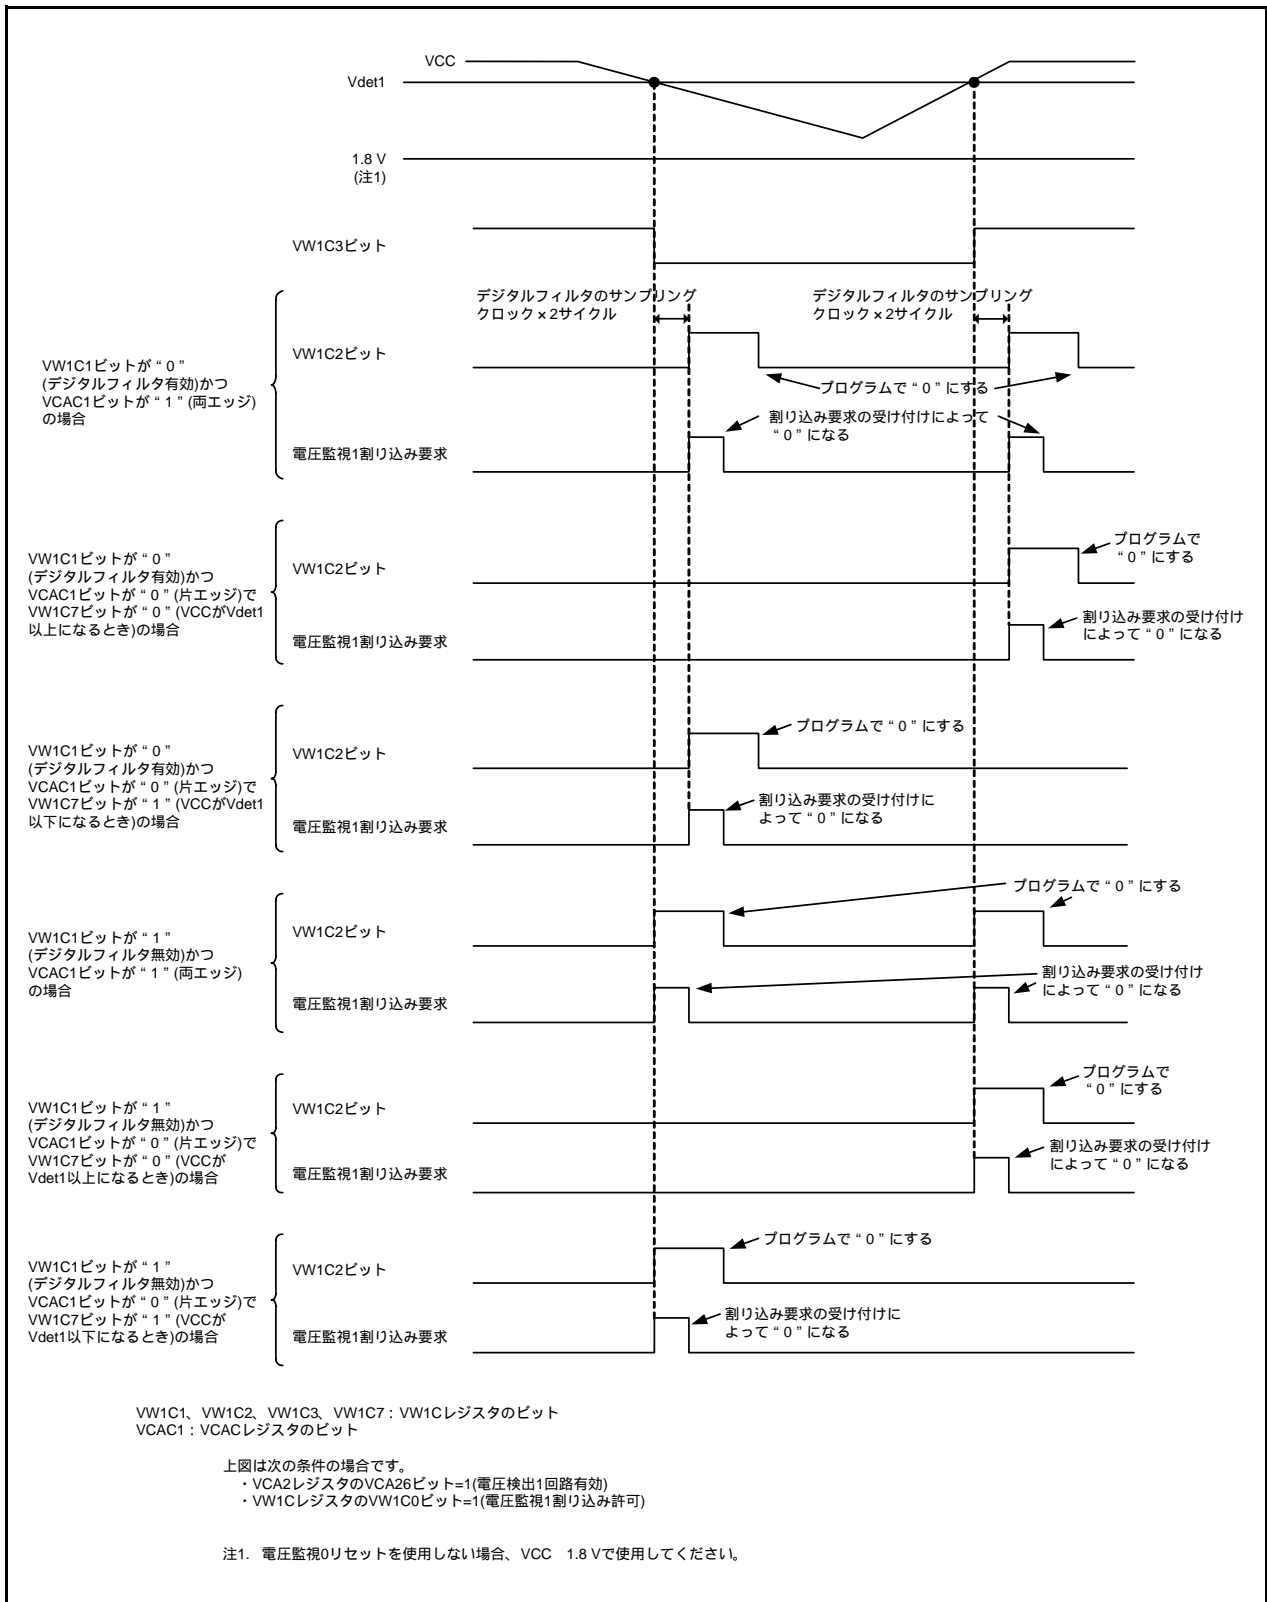 VCC
Vdet1
1.8 V
(注1)
VW1C3ビット
デジタルフィルタのサンプリング
クロック×2サイクル
デジタルフィルタのサンプリング
クロック×2サイクル
VW1C1ビットが“0”
(デジタルフィルタ有効)かつ
VCAC1ビットが“1”(両エッジ)
の場合
VW1C2ビット
プログラムで“0”にする
割り込み要求の受け付けによって
“0”になる
電圧監視1割り込み要求
VW1C1ビットが“0”
(デジタルフィルタ有効)かつ
VCAC1ビットが“0”(片エッジ)で
VW1C7ビットが“0”(VCCがVdet1
以上になるとき)の場合
VW1C2ビット
プログラムで
“0”にする
電圧監視1割り込み要求
割り込み要求の受け付け
によって“0”になる
VW1C1ビットが“0”
(デジタルフィルタ有効)かつ
VCAC1ビットが“0”(片エッジ)で
VW1C7ビットが“1”(VCCがVdet1
以下になるとき)の場合
VW1C2ビット
プログラムで“0”にする
電圧監視1割り込み要求
割り込み要求の受け付けに
よって“0”になる
VW1C1ビットが“1”
(デジタルフィルタ無効)かつ
VCAC1ビットが“1”(両エッジ)
の場合
VW1C2ビット
プログラムで“0”にする
電圧監視1割り込み要求
割り込み要求の受け付け
によって“0”になる
VW1C1ビットが“1”
(デジタルフィルタ無効)かつ
VCAC1ビットが“0”(片エッジ)で
VW1C7ビットが“0”(VCCが
Vdet1以上になるとき)の場合
VW1C2ビット
プログラムで
“0”にする
電圧監視1割り込み要求
割り込み要求の受け付け
によって“0”になる
VW1C1ビットが“1”
(デジタルフィルタ無効)かつ
VCAC1ビットが“0”(片エッジ)で
VW1C7ビットが“1”(VCCが
Vdet1以下になるとき)の場合
VW1C2ビット
プログラムで“0”にする
電圧監視1割り込み要求
割り込み要求の受け付けに
よって“0”になる
VW1C1、VW1C2、VW1C3、VW1C7：VW1Cレジスタのビット
VCAC1：VCACレジスタのビット
上図は次の条件の場合です。
・VCA2レジスタのVCA26ビット=1(電圧検出1回路有効)
・VW1CレジスタのVW1C0ビット=1(電圧監視1割り込み許可)
注1. 電圧監視0リセットを使用しない場合、VCC 1.8 Vで使用してください。